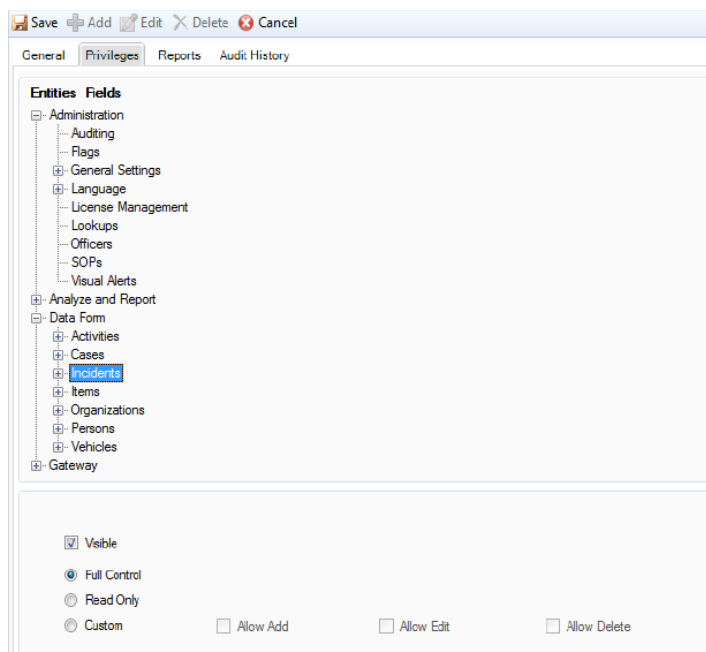 Save Add Edit Delete Cancel
General Privileges Reports Audit History
Entities Fields
Administration
Auditing
Flags
General Settings
Language
License Management
Lookups
Officers
SOPs
Visual Alerts
Analyze and Report
Data Form
Activities
Cases
Incidents
Items
Organizations
Persons
Vehicles
Gateway
Visible
Full Control
Read Only
Custom Allow Add Allow Edit Allow Delete